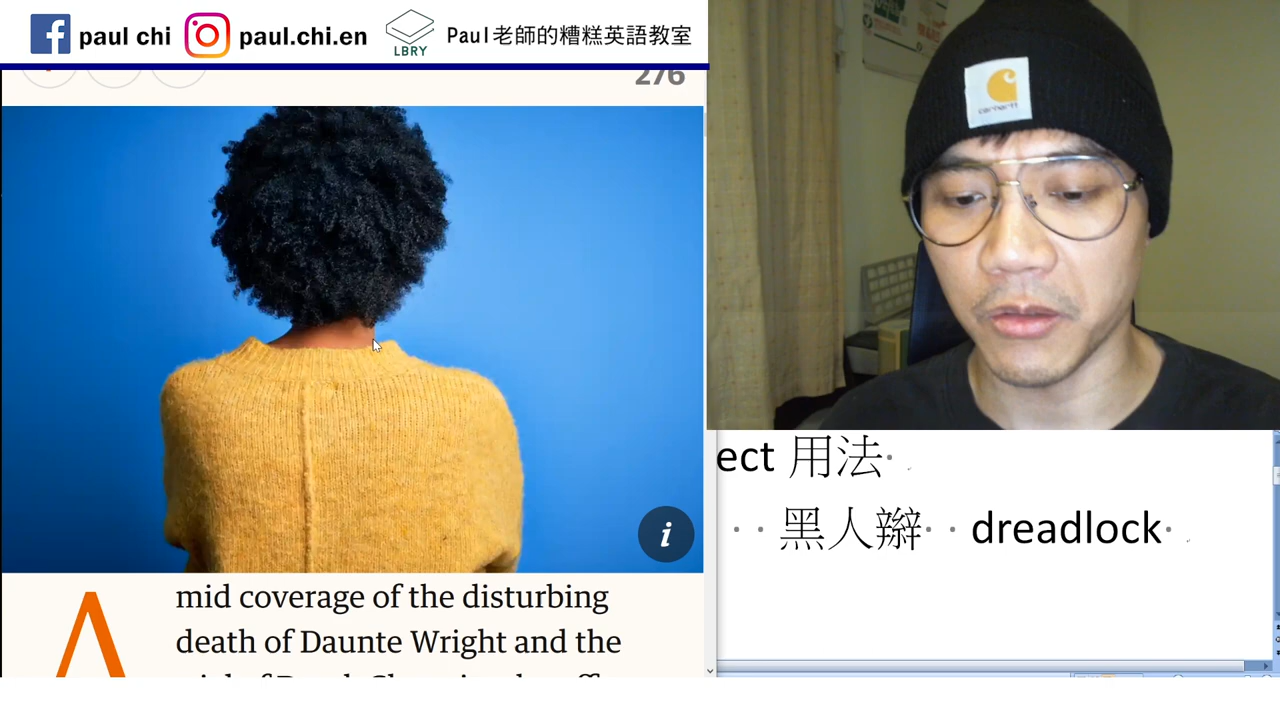 paul chi
paul.chi.en
LBRY
Paul老師的糟糕英語教室
276
carhartt
i
mid coverage of the disturbing
A
death of Daunte Wright and the
ect 用法
黑人辮 dreadlock